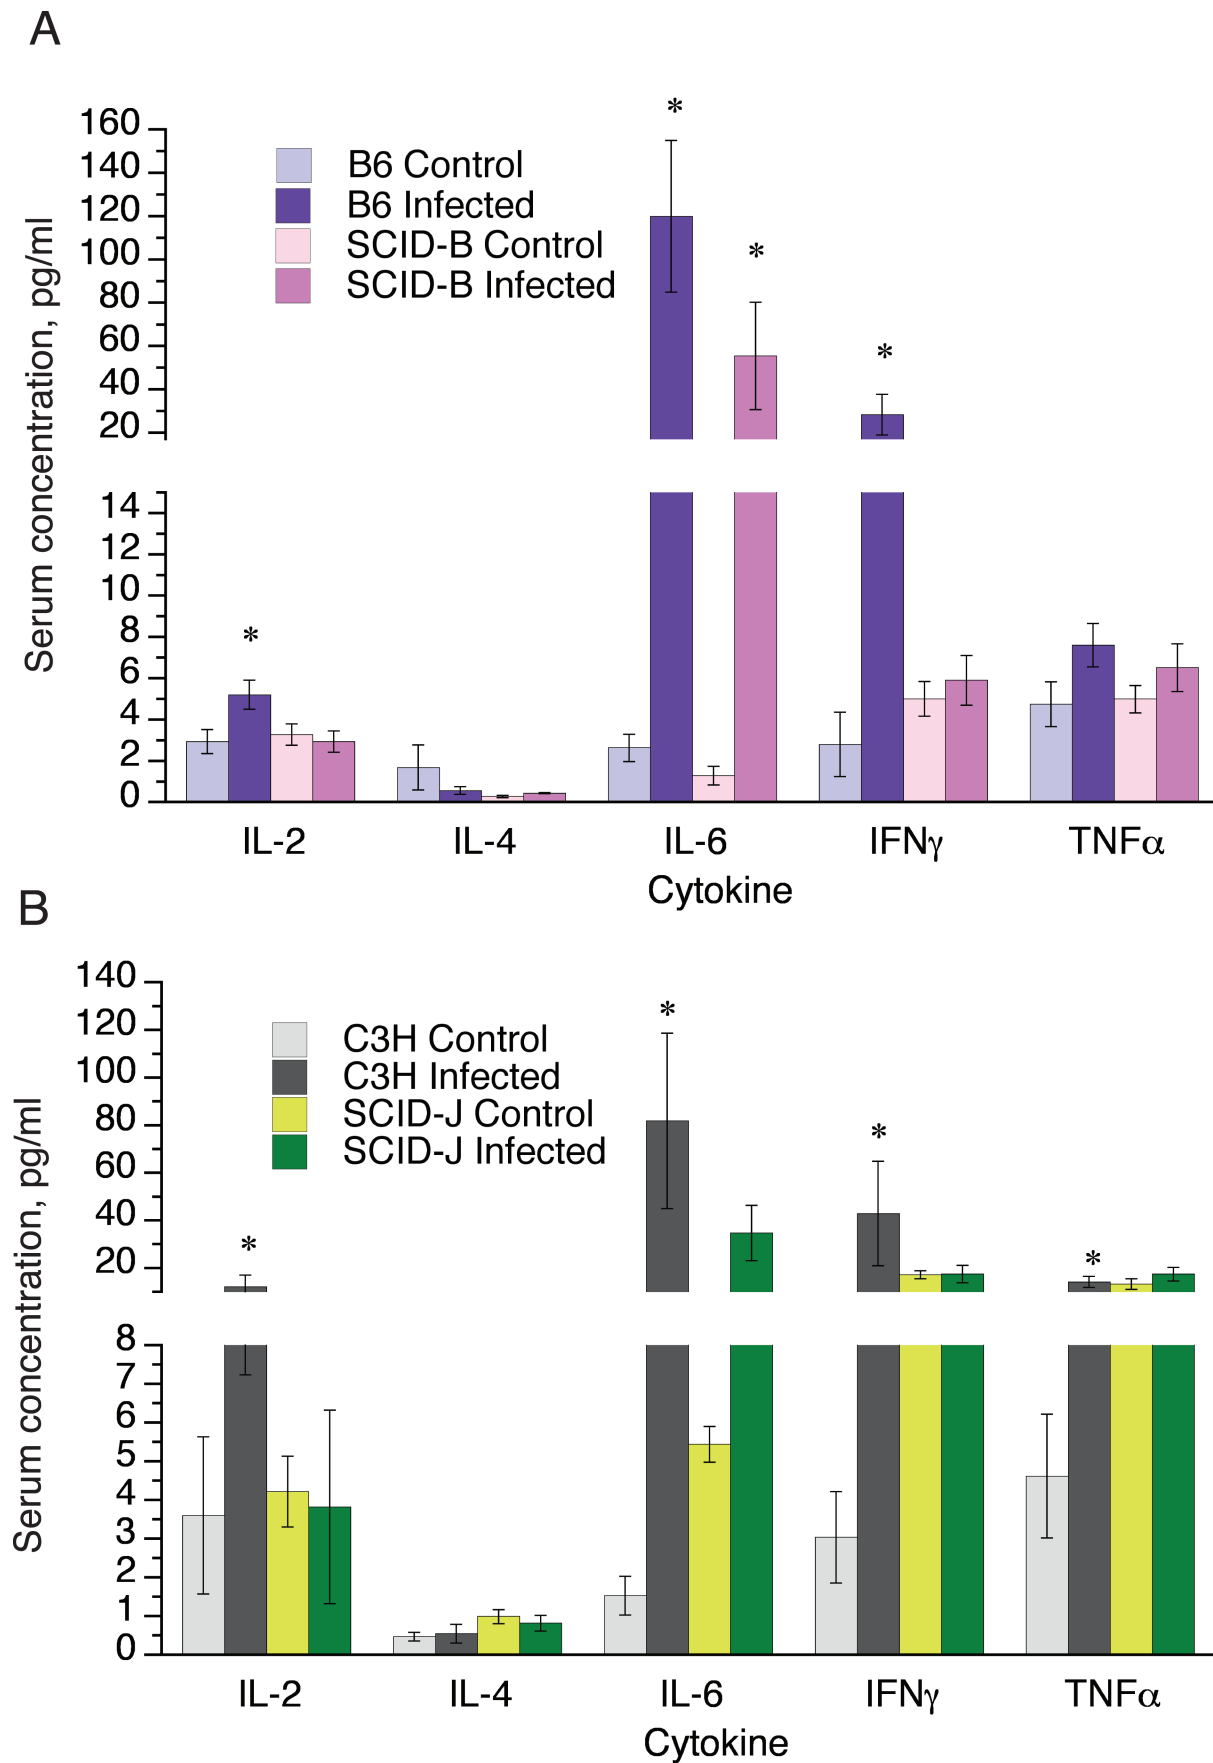 A
160
140
120
100
80
60
40
20
14
12
10
8
6
4
2
0
Serum concentration, pg/ml
B6 Control
B6 Infected
SCID-B Control
SCID-B Infected
*
*
*
*
IL-2 IL-4 IL-6 IFNγ TNFα
Cytokine
B
140
120
100
80
60
40
20
8
7
6
5
4
3
2
1
0
Serum concentration, pg/ml
C3H Control
C3H Infected
SCID-J Control
SCID-J Infected
*
*
*
*
IL-2 IL-4 IL-6 IFNγ TNFα
Cytokine